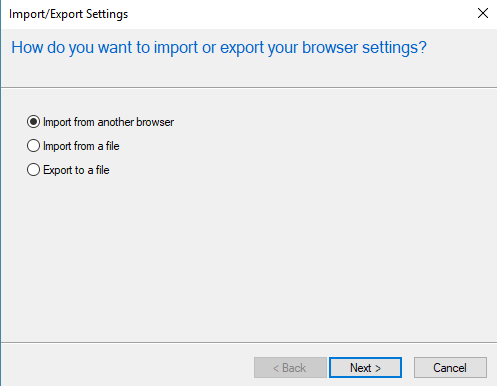 Import/Export Settings
How do you want to import or export your browser settings?
Import from another browser
Import from a file
Export to a file
< Back Next > Cancel